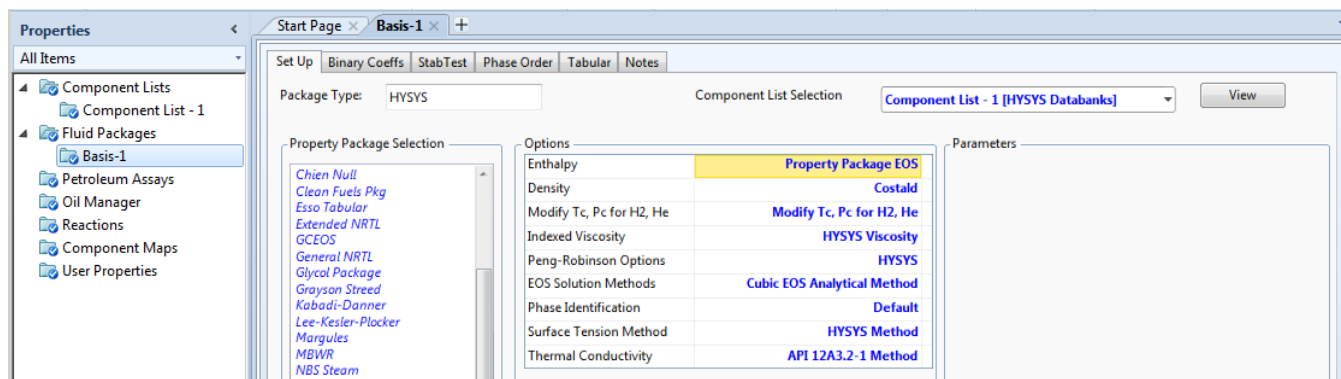 Properties <
All Items
Component Lists
Component List - 1
Fluid Packages
Basis-1
Petroleum Assays
Oil Manager
Reactions
Component Maps
User Properties
Start Page × Basis-1 × +
Set Up Binary Coeffs StabTest Phase Order Tabular Notes
Package Type: HYSYS Component List Selection Component List - 1 [HYSYS Databanks] View
Property Package Selection
Chien Null
Clean Fuels Pkg
Esso Tabular
Extended NRTL
GCEOS
General NRTL
Glycol Package
Grayson Streed
Kabadi-Danner
Lee-Kesler-Plocker
Margules
MBWR
NBS Steam
Options
Enthalpy Property Package EOS
Density Costald
Modify Tc, Pc for H2, He Modify Tc, Pc for H2, He
Indexed Viscosity HYSYS Viscosity
Peng-Robinson Options HYSYS
EOS Solution Methods Cubic EOS Analytical Method
Phase Identification Default
Surface Tension Method HYSYS Method
Thermal Conductivity API 12A3.2-1 Method
Parameters